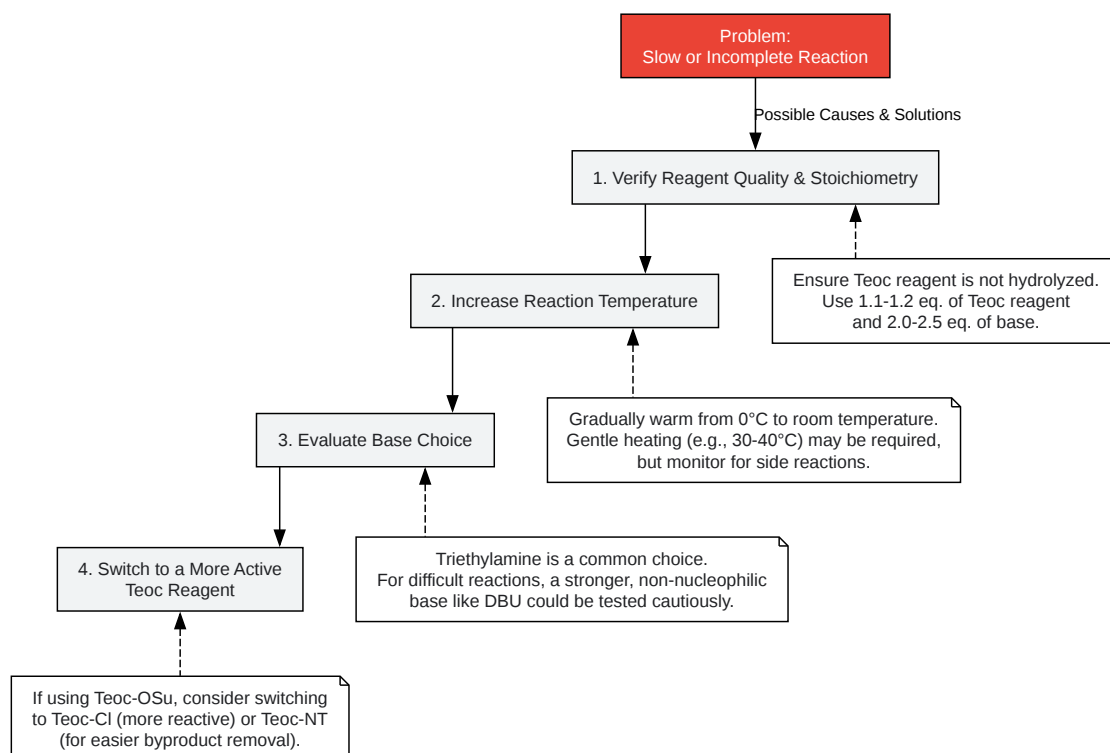 Problem:
Slow or Incomplete Reaction
Possible Causes & Solutions
1. Verify Reagent Quality & Stoichiometry
Ensure Teoc reagent is not hydrolyzed.
Use 1.1-1.2 eq. of Teoc reagent
and 2.0-2.5 eq. of base.
2. Increase Reaction Temperature
Gradually warm from 0°C to room temperature.
Gentle heating (e.g., 30-40°C) may be required,
but monitor for side reactions.
3. Evaluate Base Choice
Triethylamine is a common choice.
For difficult reactions, a stronger, non-nucleophilic
base like DBU could be tested cautiously.
4. Switch to a More Active
Teoc Reagent
If using Teoc-OSu, consider switching
to Teoc-Cl (more reactive) or Teoc-NT
(for easier byproduct removal).